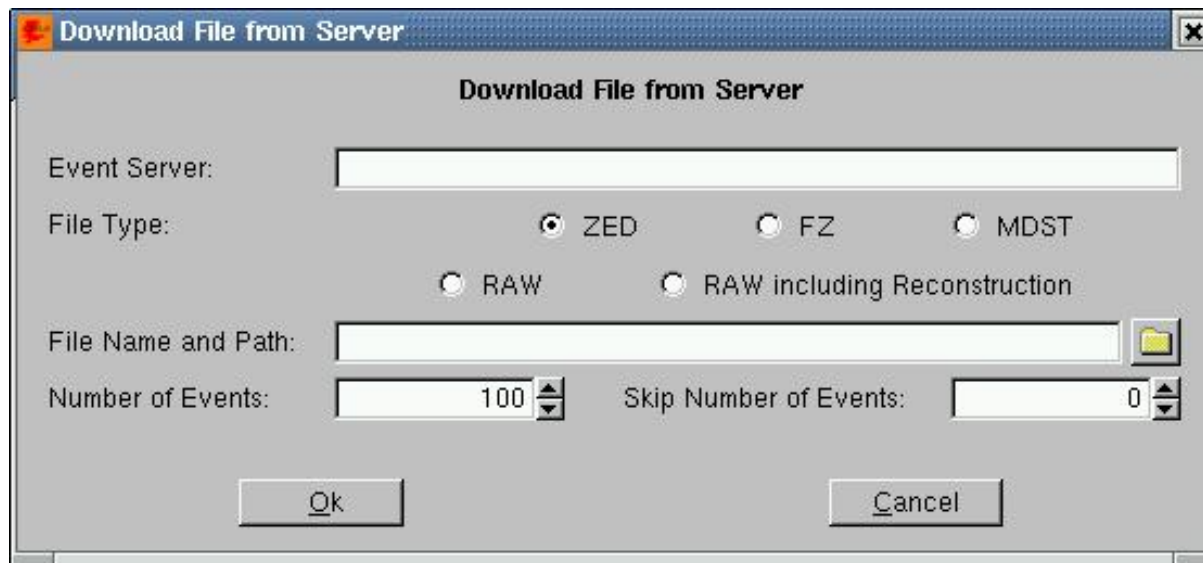 Download File from Server
Download File from Server
Event Server:
File Type: ZED FZ MDST
RAW RAW including Reconstruction
File Name and Path:
Number of Events: 100 Skip Number of Events: 0
Ok Cancel